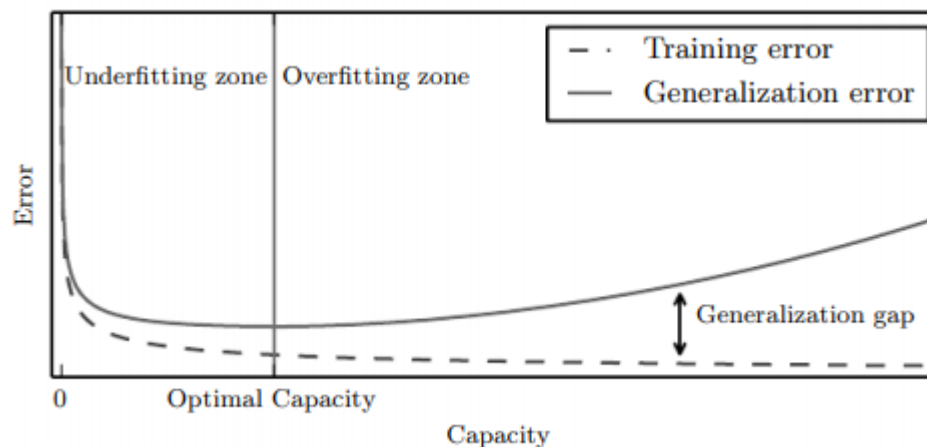 Training error
Generalization error
Underfitting zone
Overfitting zone
Error
Generalization gap
0
Optimal Capacity
Capacity